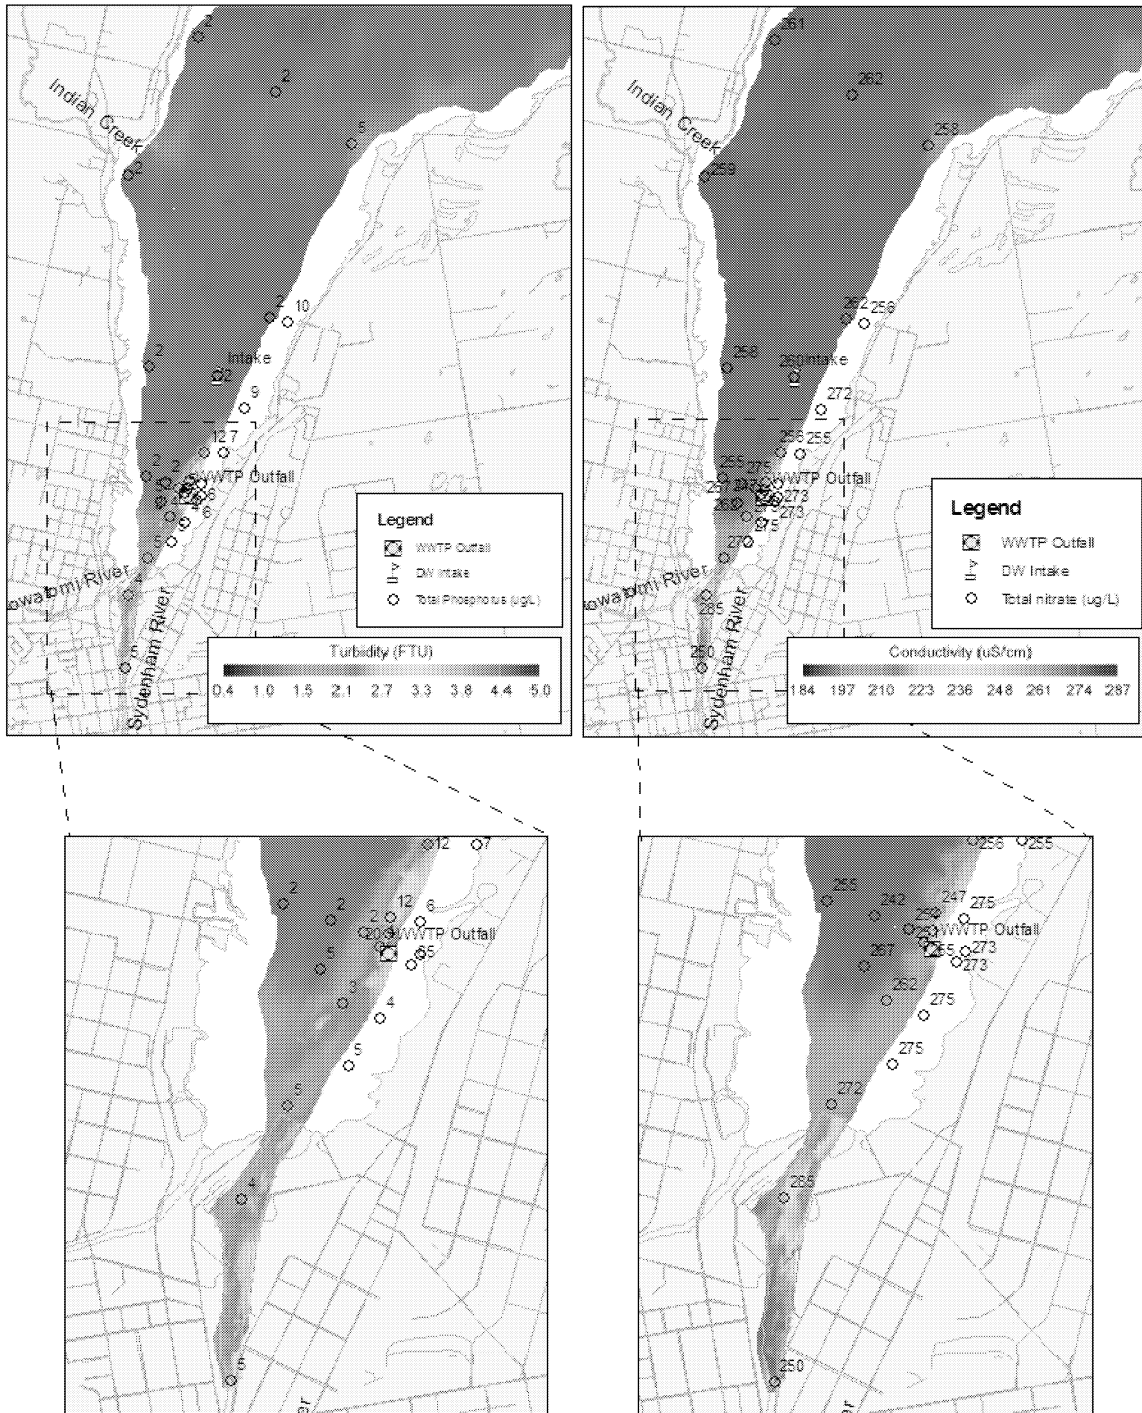 2
2
Indian Creek
5
2
2
10
2
Intake
9
12 7
2
2
WWTP Outfall
6
6
5
4
5
Sydenham River
Legend
WWTP Outfall
DW Intake
Total Phosphorus (ug/L)
Turbidity (FTU)
0.4 1.0 1.5 2.1 2.7 3.3 3.8 4.4 5.0
261
262
Indian Creek
258
259
262
256
258
260 Intake
272
256 255
255
275
WWTP Outfall
273
273
275
285
250
Sydenham River
Legend
WWTP Outfall
DW Intake
Total nitrate (ug/L)
Conductivity (uS/cm)
184 197 210 223 236 248 261 274 287
12 7
2
2
12
6
2
WWTP Outfall
5
3
4
5
5
4
5
256 255
255
242
247
275
WWTP Outfall
273
267
273
262
275
275
272
285
250